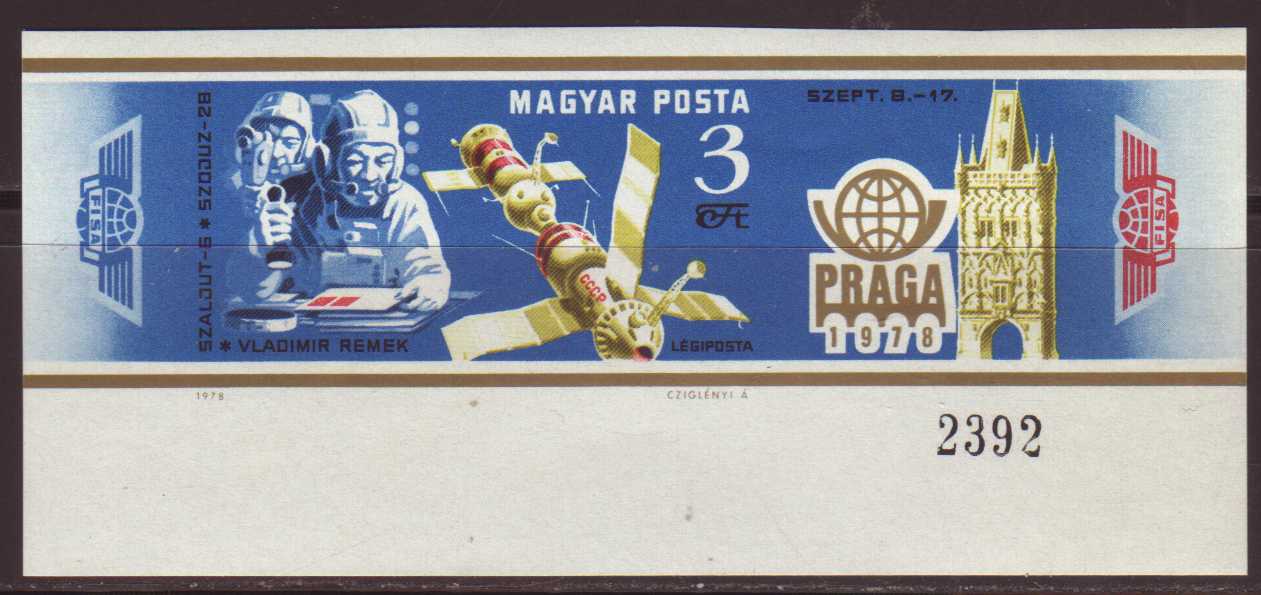 FISA
SZALOUT-6 * SZOJUZ-28
* VLADIMIR REMEK
MAGYAR POSTA
3
Ft
CCCP
LÉGIPOSTA
SZEPT. 8.-17.
PRAGA
1978
FISA
1978
CZIGLÉNYI Á
2392